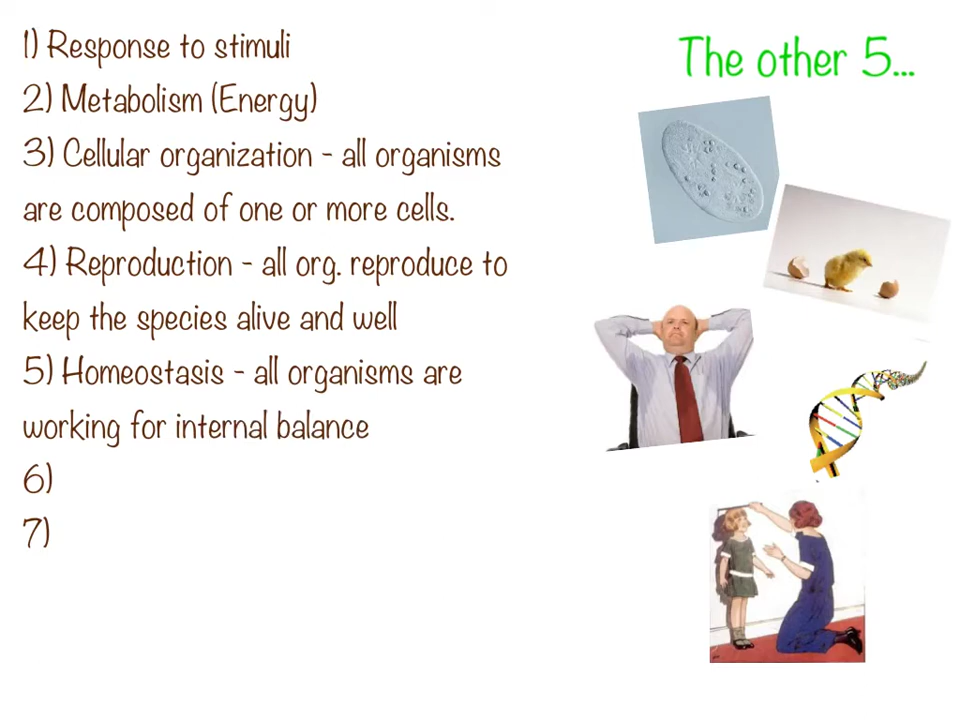 The other 5...
1) Response to stimuli
2) Metabolism (Energy)
3) Cellular organization - all organisms
are composed of one or more cells.
4) Reproduction - all org. reproduce to
keep the species alive and well
5) Homeostasis - all organisms are
working for internal balance
6)
7)